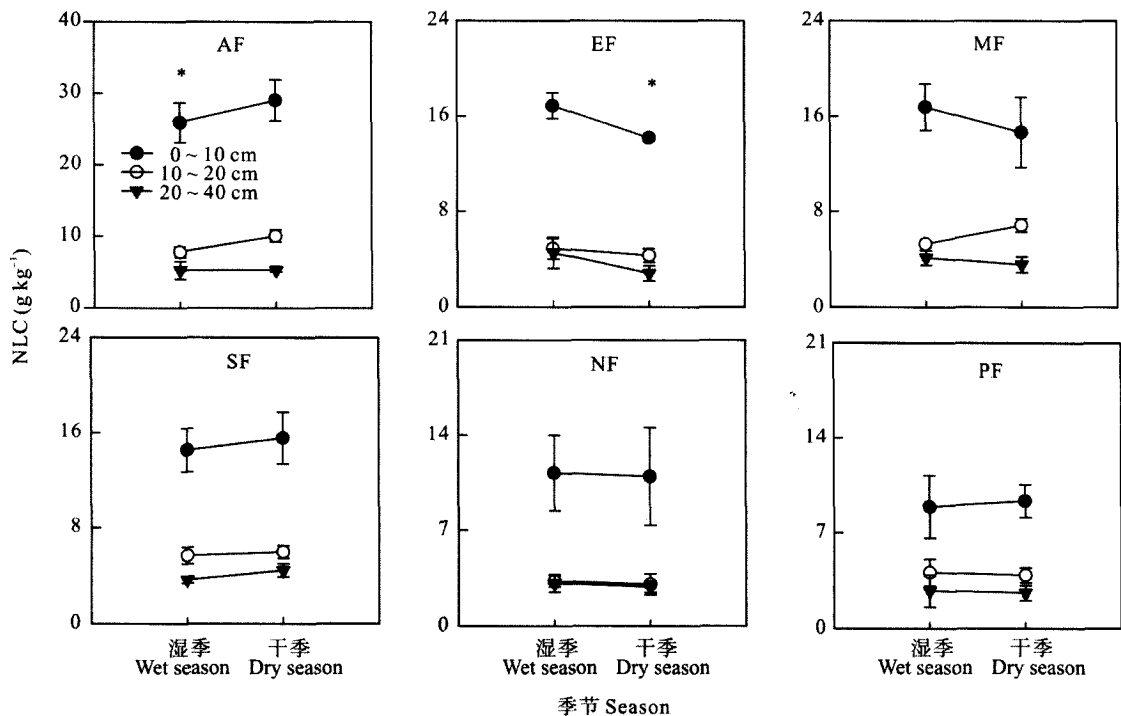 40
30
20
10
0
AF
*
0 ~ 10 cm
10 ~ 20 cm
20 ~ 40 cm
24
16
8
0
EF
*
24
16
8
0
MF
NLC (g kg⁻¹)
24
16
8
0
SF
湿季
Wet season
干季
Dry season
21
14
7
0
NF
湿季
Wet season
干季
Dry season
21
14
7
0
PF
湿季
Wet season
干季
Dry season
季节 Season